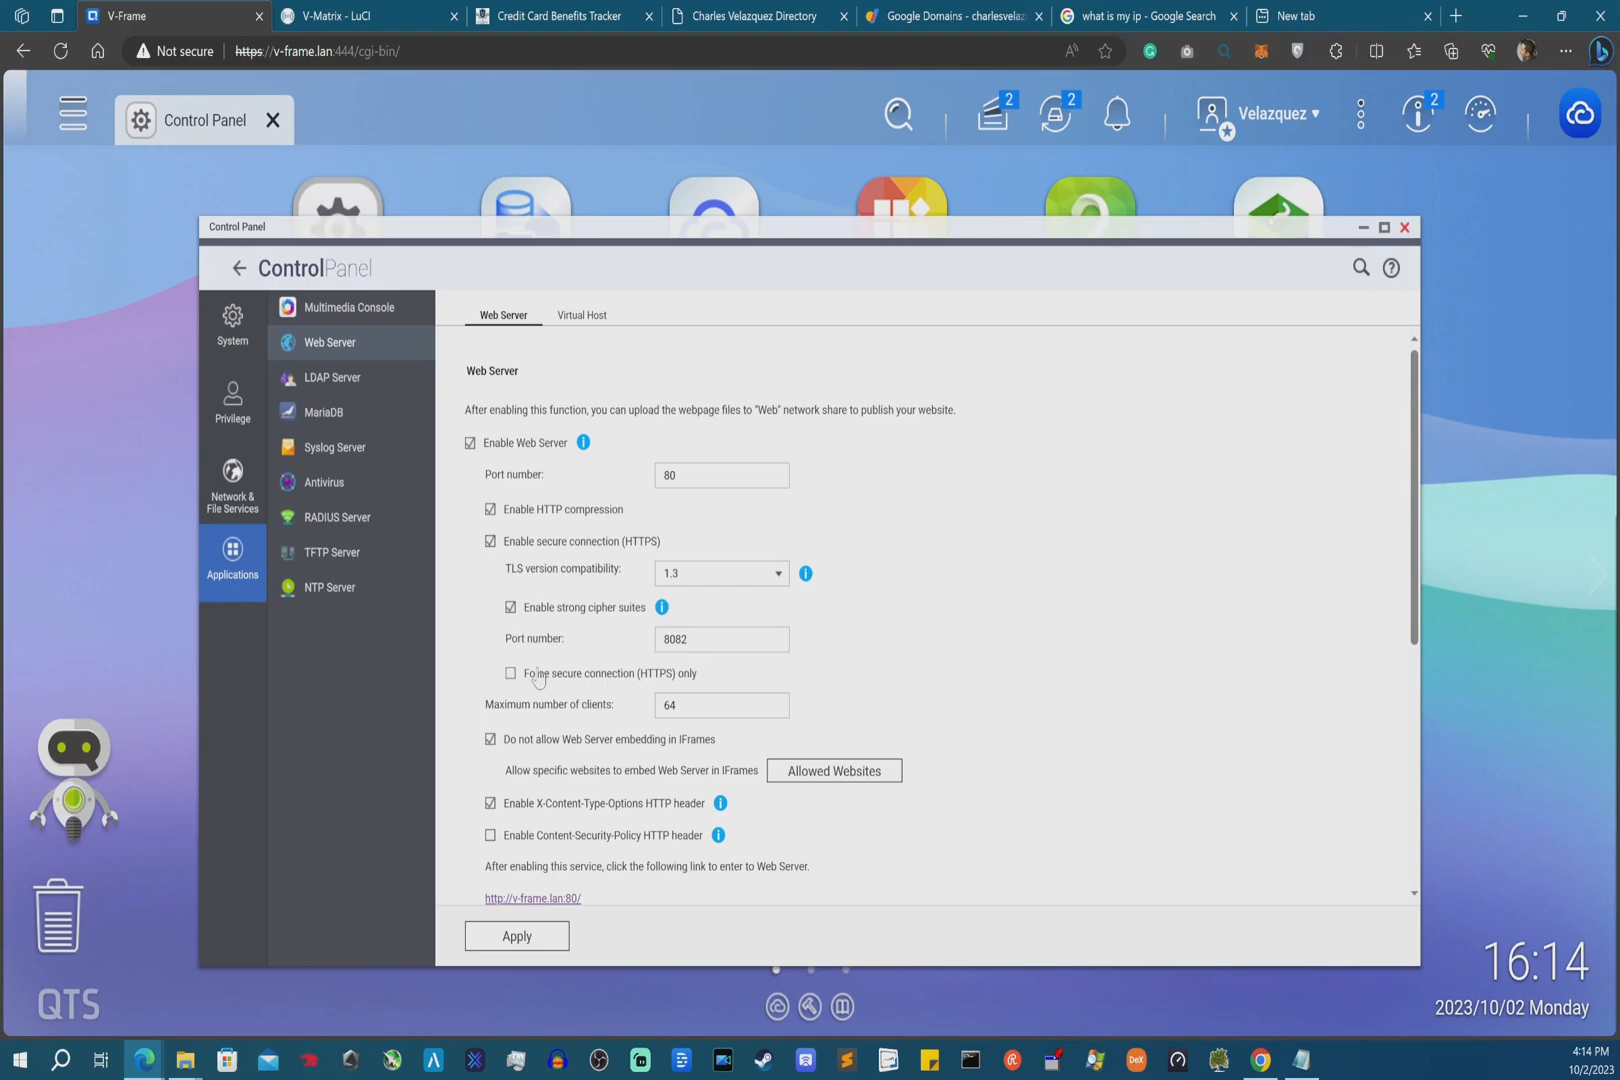 V-Frame
V-Matrix - LuCI
Credit Card Benefits Tracker
Charles Velazquez Directory
Google Domains - charlesvelaz
what is my ip - Google Search
New tab
Not secure
https://v-frame.lan:444/cgi-bin/
Control Panel
2
2
Velazquez
2
Control Panel
ControlPanel
System
Privilege
Network &
File Services
Applications
Multimedia Console
Web Server
LDAP Server
MariaDB
Syslog Server
Antivirus
RADIUS Server
TFTP Server
NTP Server
Web Server
Virtual Host
Web Server
After enabling this function, you can upload the webpage files to "Web" network share to publish your website.
Enable Web Server
Port number:
80
Enable HTTP compression
Enable secure connection (HTTPS)
TLS version compatibility:
1.3
Enable strong cipher suites
Port number:
8082
secure connection (HTTPS) only
Maximum number of clients:
64
Do not allow Web Server embedding in IFrames
Allow specific websites to embed Web Server in IFrames
Allowed Websites
Enable X-Content-Type-Options HTTP header
Enable Content-Security-Policy HTTP header
After enabling this service, click the following link to enter to Web Server.
http://v-frame.lan:80/
Apply
QTS
16:14
2023/10/02 Monday
DeX
4:14 PM
10/2/2023